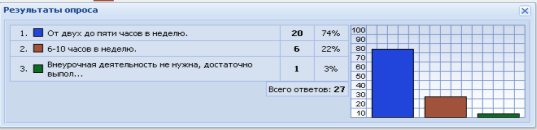 Результаты опроса
1. От двух до пяти часов в неделю. 20 74%
2. 6-10 часов в неделю. 6 22%
3. Внеурочная деятельность не нужна, достаточно
выпол... 1 3%
Всего ответов: 27
100
90
80
70
60
50
40
30
20
10